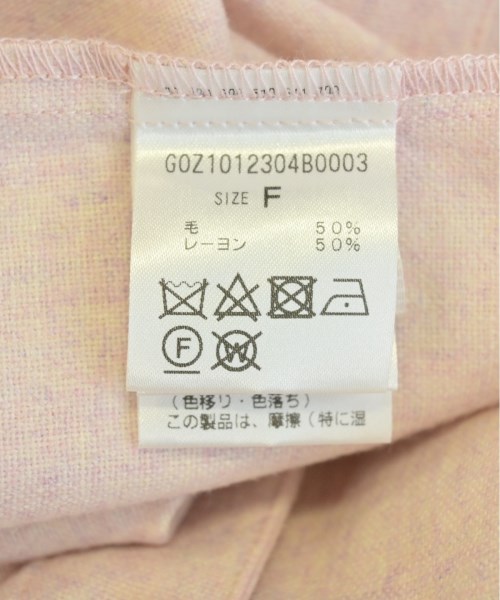 G0Z1012304B0003
SIZE F
毛 50%
レーヨン 50%
F W
(色移り・色落ち)
この製品は、摩擦(特に湿